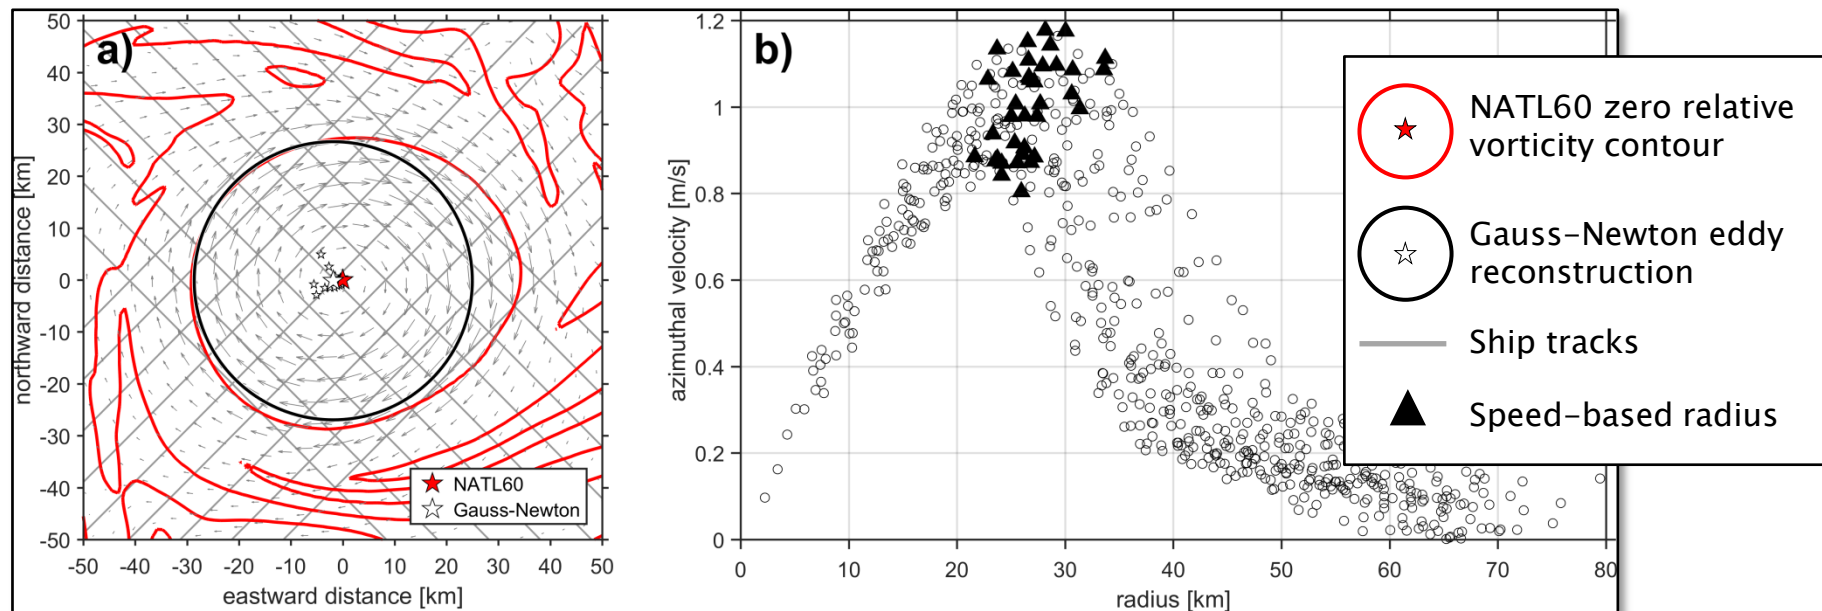 a)
50
40
30
20
10
0
-10
-20
-30
-40
-50
northward distance [km]
-50 -40 -30 -20 -10 0 10 20 30 40 50
eastward distance [km]
NATL60
Gauss-Newton
b)
1.2
1
0.8
0.6
0.4
0.2
0
azimuthal velocity [m/s]
0 10 20 30 40 50 60 70 80
radius [km]
NATL60 zero relative
vorticity contour
Gauss-Newton eddy
reconstruction
Ship tracks
Speed-based radius